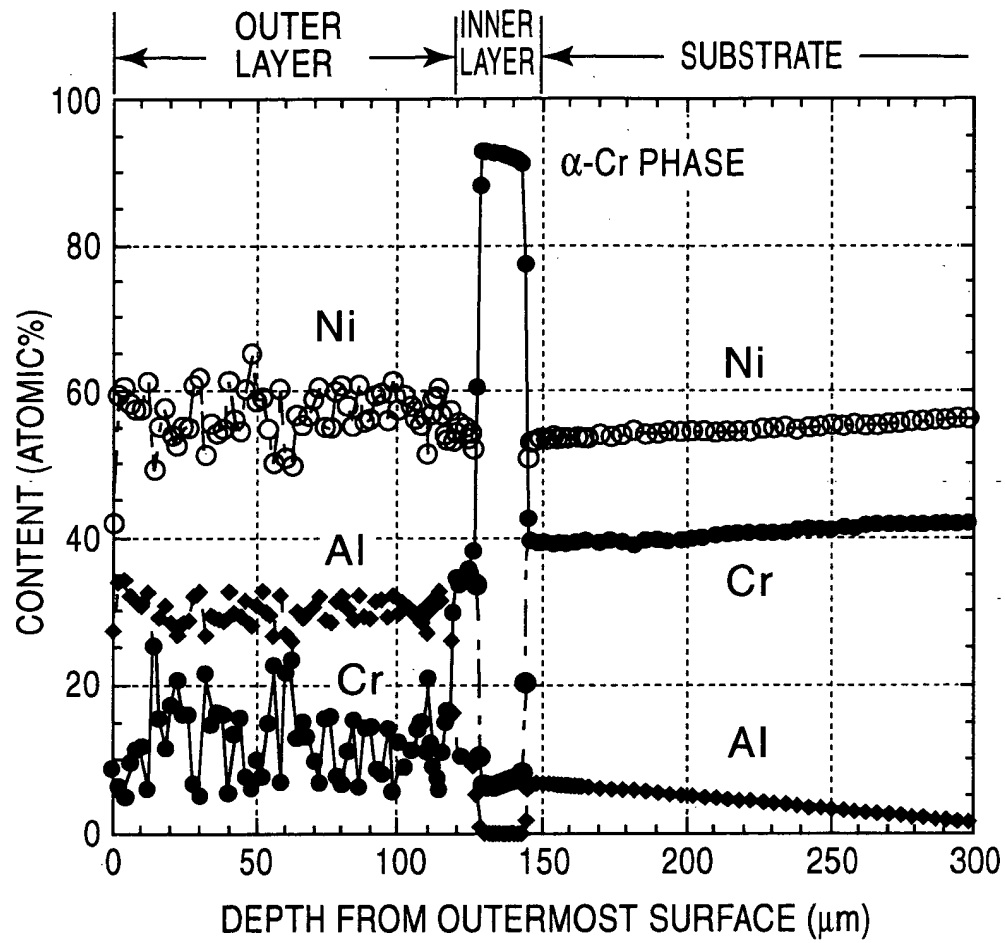 OUTER
LAYER
INNER
LAYER
SUBSTRATE
100
80
60
40
20
0
CONTENT (ATOMIC%)
α-Cr PHASE
Ni
Ni
Al
Cr
Cr
Al
0
50
100
150
200
250
300
DEPTH FROM OUTERMOST SURFACE (μm)